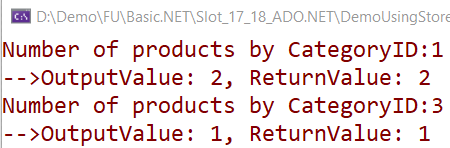 D:\Demo\FU\Basic.NET\Slot_17_18_ADO.NET\DemoUsingStore
Number of products by CategoryID:1
-->OutputValue: 2, ReturnValue: 2
Number of products by CategoryID:3
-->OutputValue: 1, ReturnValue: 1